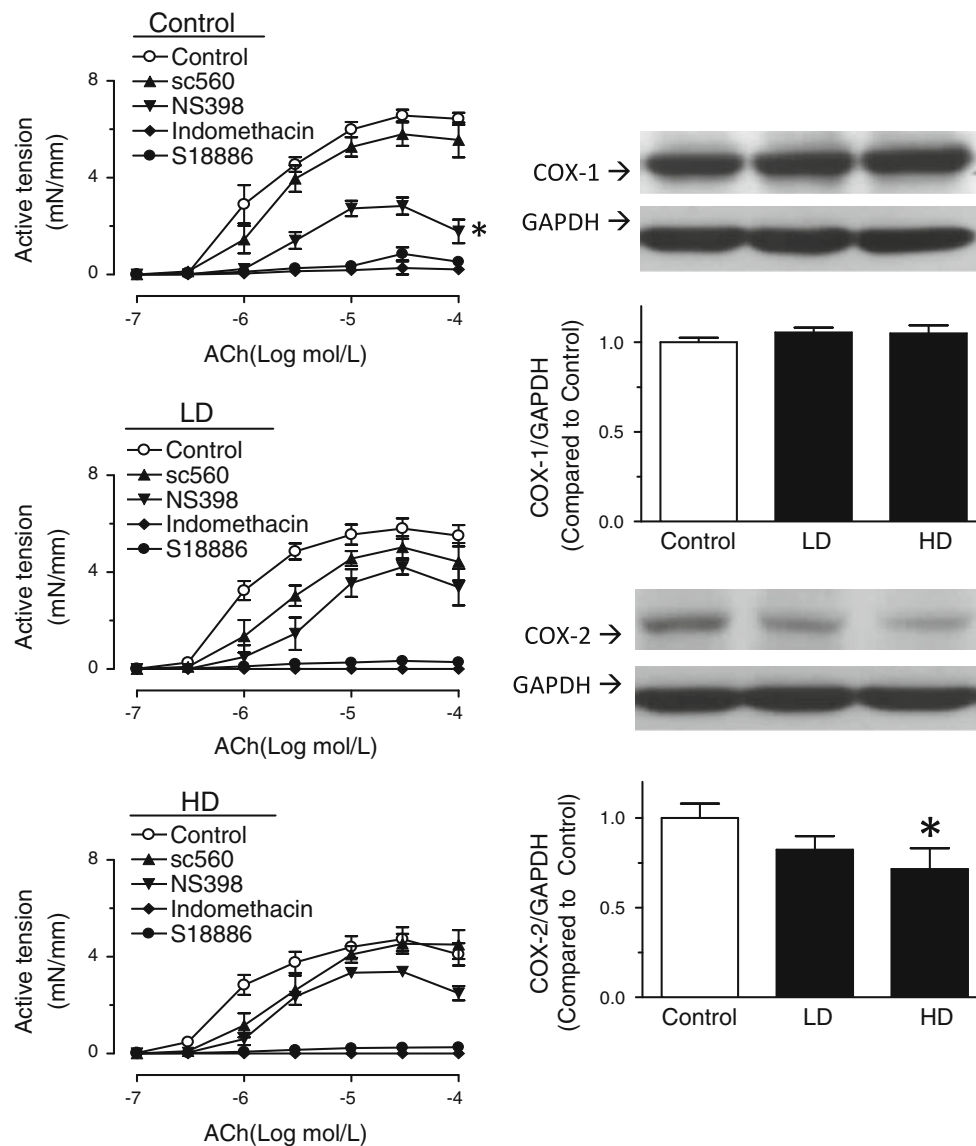 Control
Control
sc560
NS398
Indomethacin
S18886
8
4
0
Active tension
(mN/mm)
*
-7 -6 -5 -4
ACh(Log mol/L)
LD
Control
sc560
NS398
Indomethacin
S18886
8
4
0
Active tension
(mN/mm)
-7 -6 -5 -4
ACh(Log mol/L)
HD
Control
sc560
NS398
Indomethacin
S18886
8
4
0
Active tension
(mN/mm)
-7 -6 -5 -4
ACh(Log mol/L)
COX-1 →
GAPDH →
COX-1/GAPDH
(Compared to Control)
1.0
0.5
0.0
Control LD HD
COX-2 →
GAPDH →
COX-2/GAPDH
(Compared to Control)
1.0
0.5
0.0
*
Control LD HD